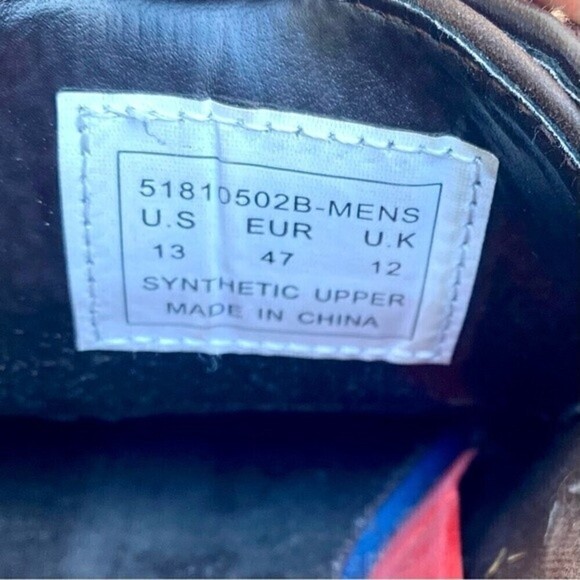 51810502B-MENS
U.S EUR U.K
13 47 12
SYNTHETIC UPPER
MADE IN CHINA